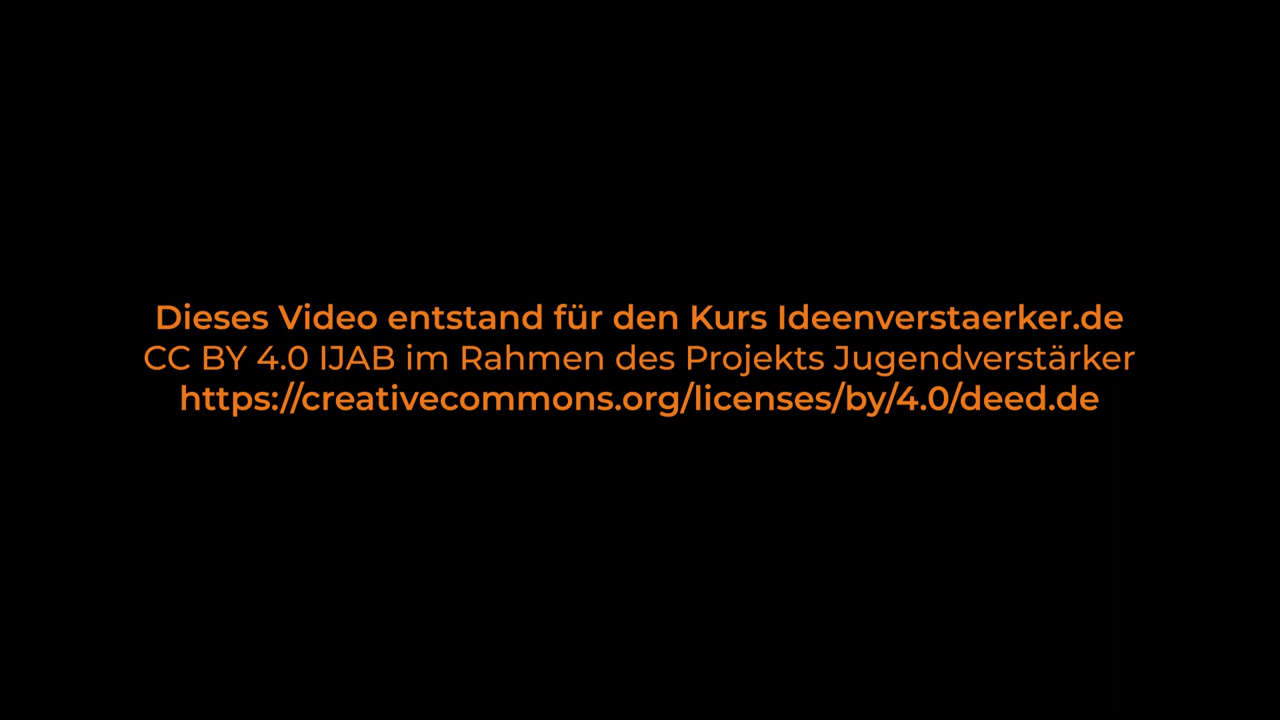 Dieses Video entstand für den Kurs Ideenverstaerker.de
CC BY 4.0 IJAB im Rahmen des Projekts Jugendverstärker
https://creativecommons.org/licenses/by/4.0/deed.de